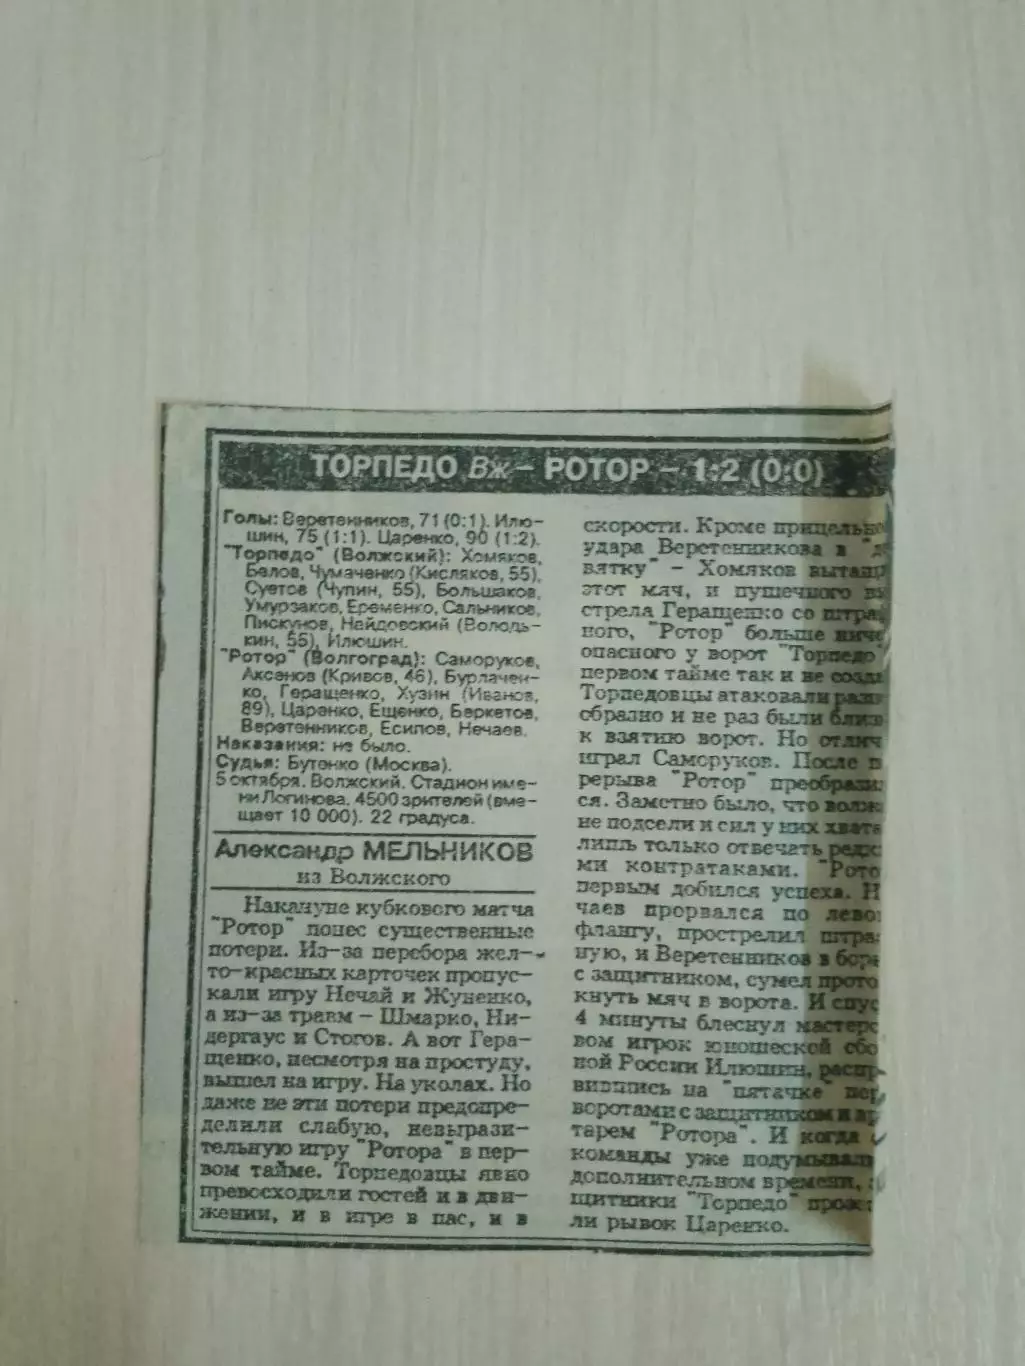 ТОРПЕДО Вж - РОТОР - 1:2 (0:0)
Голы: Веретенников, 71 (0:1). Илю-
шин, 75 (1:1). Царенко, 90 (1:2).
"Торпедо" (Волжский): Хомяков,
Белов, Чумаченко (Кисляков, 55),
Суетов (Чупин, 55), Большаков,
Умурзаков, Еременко, Сальников,
Пискунов, Найдовский (Володь-
кин, 55), Илюшин.
"Ротор" (Волгоград): Саморуков,
Аксенов (Кривов, 46), Бурлачен-
ко, Геращенко, Хузин (Иванов,
89), Царенко, Ещенко, Беркетов,
Веретенников, Есипов, Нечаев.
Наказания: не было.
Судья: Бутенко (Москва).
5 октября. Волжский. Стадион име-
ни Логинова. 4500 зрителей (вме-
щает 10 000). 22 градуса.
Александр МЕЛЬНИКОВ
из Волжского
Накануне кубкового матча
"Ротор" понес существенные
потери. Из-за перебора жел-
то-красных карточек пропус-
кали игру Нечай и Жуненко,
а из-за травм - Шмарко, Ни-
дергаус и Стогов. А вот Гера-
щенко, несмотря на простуду,
вышел на игру. На уколах. Но
даже не эти потери предопре-
делили слабую, невырази-
тельную игру "Ротора" в пер-
вом тайме. Торпедовцы явно
превосходили гостей и в дви-
жении, и в игре в пас, и в
скорости. Кроме прицельно
удара Веретенникова в "д
вятку" - Хомяков вытащ
этот мяч, и пушечного вы
стрела Геращенко со штра
ного, "Ротор" больше ниче
опасного у ворот "Торпедо"
первом тайме так и не созда
Торпедовцы атаковали разн
образно и не раз были близ
к взятию ворот. Но отлич
играл Саморуков. После п
рерыва "Ротор" преобрази
ся. Заметно было, что волж
не подсели и сил у них хвата
лишь только отвечать редк
ми контратаками. "Рото
первым добился успеха. Н
чаев прорвался по лево
флангу, прострелил штра
ную, и Веретенников в борь
с защитником, сумел прото
кнуть мяч в ворота. И спус
4 минуты блеснул мастерс
вом игрок юношеской сбо
ной России Илюшин, распр
вившись на "пятачке" пер
воротами с защитником и вр
тарем "Ротора". И когда
команды уже подумывали
дополнительном времени, з
щитники "Торпедо" прозе
ли рывок Царенко.